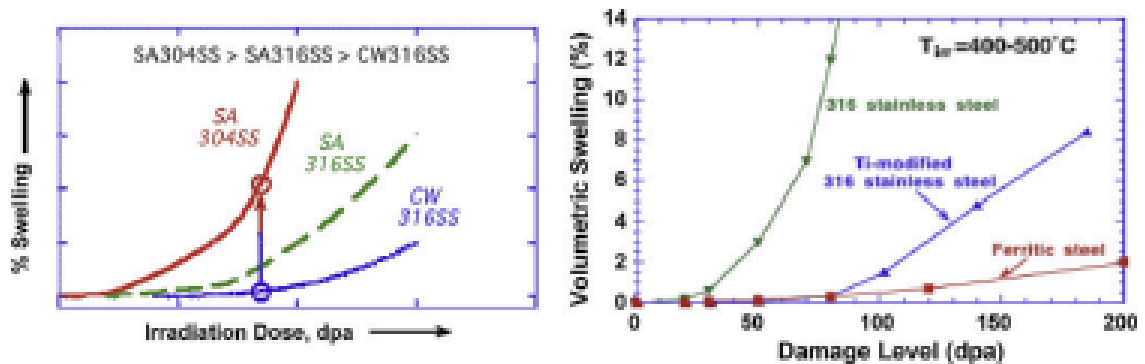 SA304SS > SA316SS > CW316SS
SA
304SS
SA
316SS
CW
316SS
% Swelling
Irradiation Dose, dpa
T irr =400-500°C
316 stainless steel
Ti-modified
316 stainless steel
Ferritic steel
Volumetric Swelling (%)
14
12
10
8
6
4
2
0
0
50
100
150
200
Damage Level (dpa)